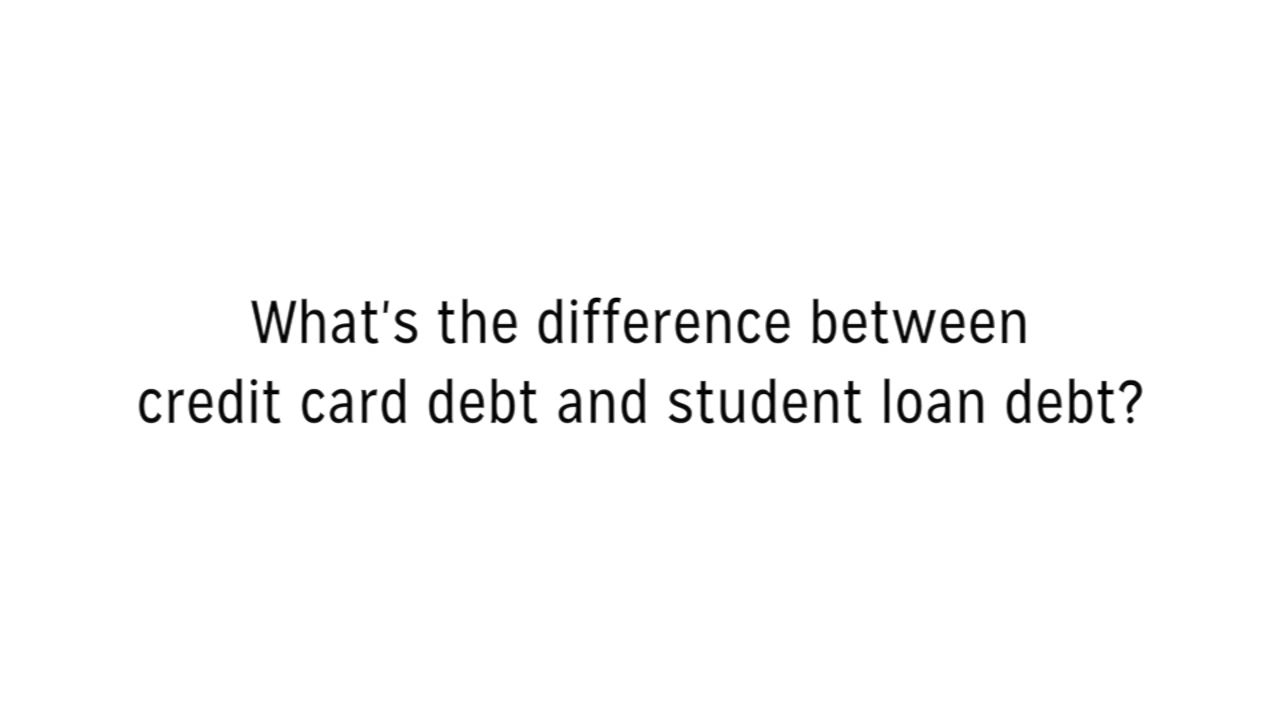 What's the difference between
credit card debt and student loan debt?